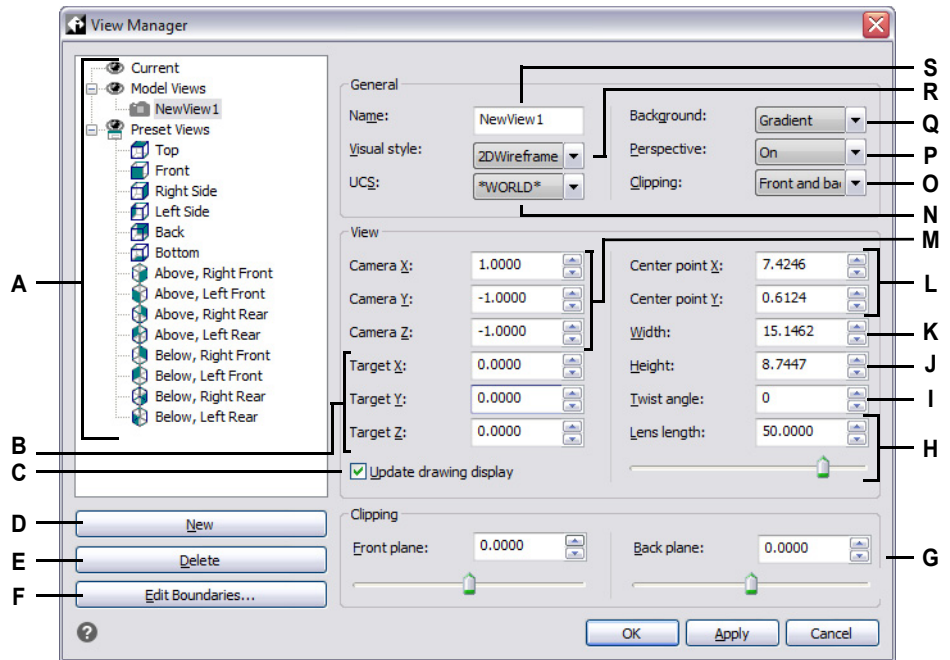 View Manager
Current
Model Views
NewView1
Preset Views
Top
Front
Right Side
Left Side
Back
Bottom
Above, Right Front
Above, Left Front
Above, Right Rear
Above, Left Rear
Below, Right Front
Below, Left Front
Below, Right Rear
Below, Left Rear
New
Delete
Edit Boundaries...
General
Name: NewView1
Visual style: 2DWireframe
UCS: *WORLD*
Background: Gradient
Perspective: On
Clipping: Front and ba
View
Camera X: 1.0000
Camera Y: -1.0000
Camera Z: -1.0000
Target X: 0.0000
Target Y: 0.0000
Target Z: 0.0000
Update drawing display
Center point X: 7.4246
Center point Y: 0.6124
Width: 15.1462
Height: 8.7447
Twist angle: 0
Lens length: 50.0000
Clipping
Front plane: 0.0000
Back plane: 0.0000
?
OK
Apply
Cancel
A
B
C
D
E
F
S
R
Q
P
O
N
M
L
K
J
I
H
G